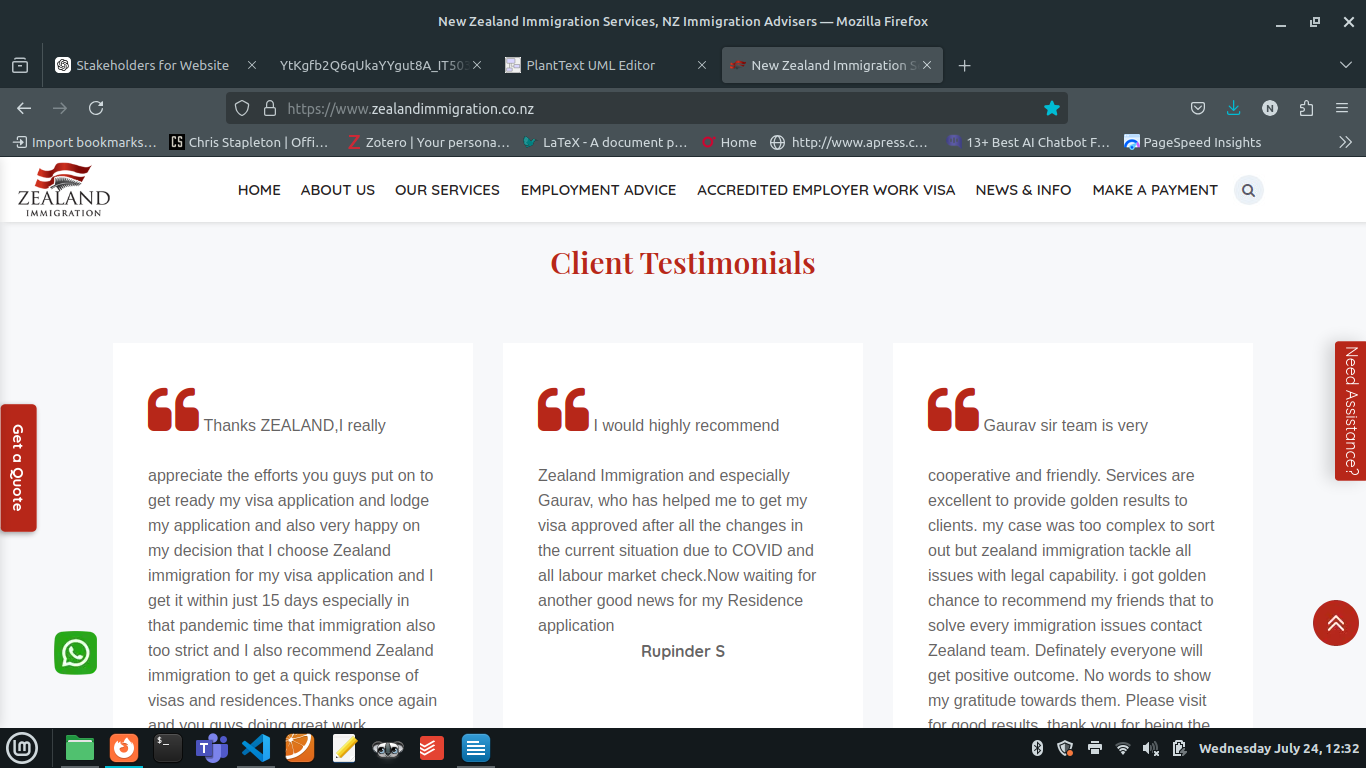 New Zealand Immigration Services, NZ Immigration Advisers — Mozilla Firefox
Stakeholders for Website
YtKgfb2Q6qUkaYYgut8A_IT503
PlantText UML Editor
New Zealand Immigration S
https://www.zealandimmigration.co.nz
N
Import bookmarks…
CS
Chris Stapleton | Offi…
Z
Zotero | Your persona…
LaTeX - A document p…
Home
http://www.apress.c…
13+ Best AI Chatbot F…
PageSpeed Insights
ZEALAND
IMMIGRATION
HOME
ABOUT US
OUR SERVICES
EMPLOYMENT ADVICE
ACCREDITED EMPLOYER WORK VISA
NEWS & INFO
MAKE A PAYMENT
Client Testimonials
Get a Quote
Need Assistance?
Thanks ZEALAND,I really
appreciate the efforts you guys put on to
get ready my visa application and lodge
my application and also very happy on
my decision that I choose Zealand
immigration for my visa application and I
get it within just 15 days especially in
that pandemic time that immigration also
too strict and I also recommend Zealand
immigration to get a quick response of
visas and residences.Thanks once again
and you guys doing great work
I would highly recommend
Zealand Immigration and especially
Gaurav, who has helped me to get my
visa approved after all the changes in
the current situation due to COVID and
all labour market check.Now waiting for
another good news for my Residence
application
Rupinder S
Gaurav sir team is very
cooperative and friendly. Services are
excellent to provide golden results to
clients. my case was too complex to sort
out but zealand immigration tackle all
issues with legal capability. i got golden
chance to recommend my friends that to
solve every immigration issues contact
Zealand team. Definately everyone will
get positive outcome. No words to show
my gratitude towards them. Please visit
for good results. thank you for being the
Wednesday July 24, 12:32